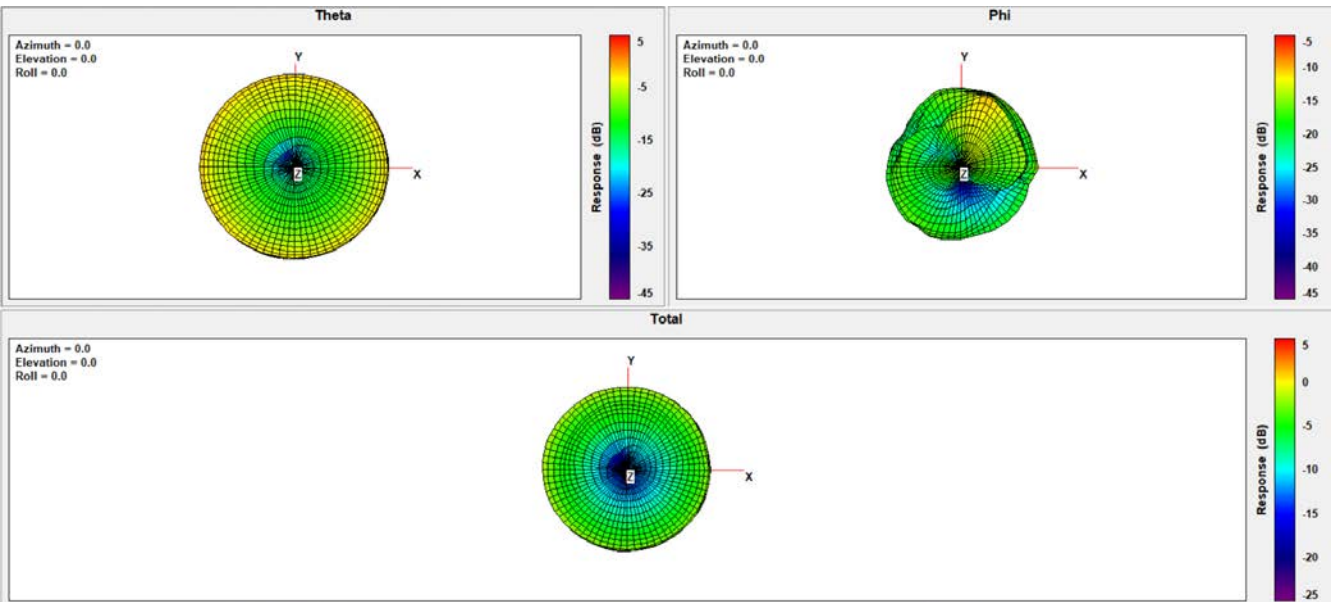 Theta
Azimuth = 0.0
Elevation = 0.0
Roll = 0.0
Y
X
Z
5
-5
-15
-25
-35
-45
Response (dB)
Phi
Azimuth = 0.0
Elevation = 0.0
Roll = 0.0
Y
X
Z
-5
-10
-15
-20
-25
-30
-35
-40
-45
Response (dB)
Total
Azimuth = 0.0
Elevation = 0.0
Roll = 0.0
Y
X
Z
5
0
-5
-10
-15
-20
-25
Response (dB)